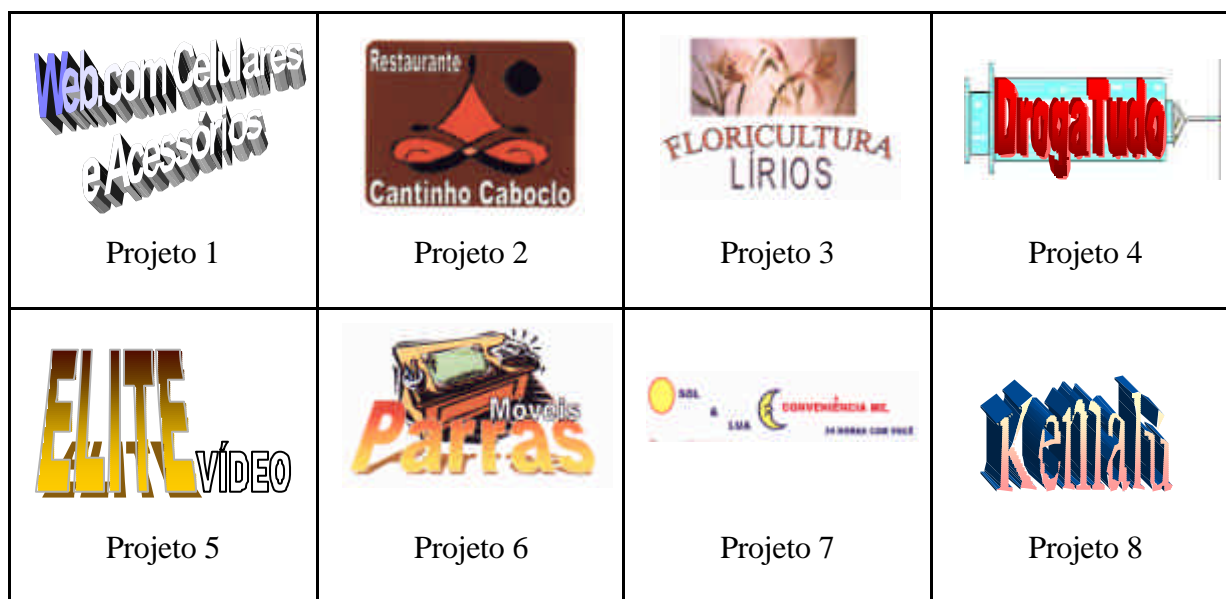 Web.com Celulares
e Acessórios
Projeto 1
Restaurante
Cantinho Caboclo
Projeto 2
FLORICULTURA
LÍRIOS
Projeto 3
DrogaTudo
Projeto 4
ELITE
VÍDEO
Projeto 5
Moveis
Parras
Projeto 6
SOL
&
LUA
CONVENIÊNCIA ME.
24 HORAS COM VOCÊ
Projeto 7
Kemalu
Projeto 8